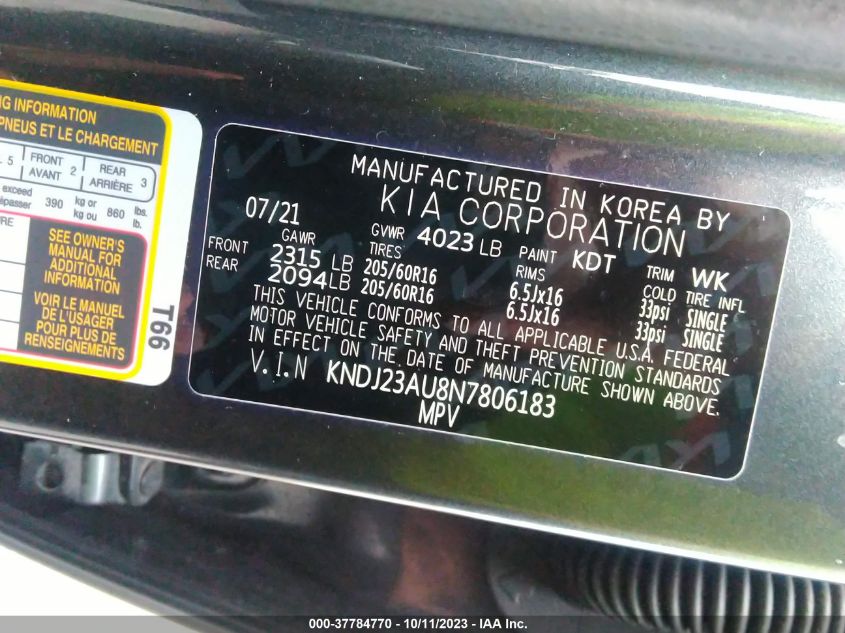 NG INFORMATION
PNEUS ET LE CHARGEMENT
L 5 FRONT AVANT 2 REAR ARRIÈRE 3
exceed 390 kg or kg ou 860 lbs. lb.
SEE OWNER'S
MANUAL FOR
ADDITIONAL
INFORMATION
VOIR LE MANUEL
DE L'USAGER
POUR PLUS DE
RENSEIGNEMENTS
T66
MANUFACTURED IN KOREA BY
KIA CORPORATION
07/21 GVWR 4023 LB PAINT KDT TRIM WK
GAWR TIRES RIMS COLD TIRE INFL
FRONT 2315 LB 205/60R16 6.5Jx16 33psi SINGLE
REAR 2094 LB 205/60R16 6.5Jx16 33psi SINGLE
THIS VEHICLE CONFORMS TO ALL APPLICABLE U.S.A. FEDERAL
MOTOR VEHICLE SAFETY AND THEFT PREVENTION STANDARDS
IN EFFECT ON THE DATE OF MANUFACTURE SHOWN ABOVE.
V.I.N KNDJ23AU8N7806183
MPV
000-37784770 - 10/11/2023 - IAA Inc.